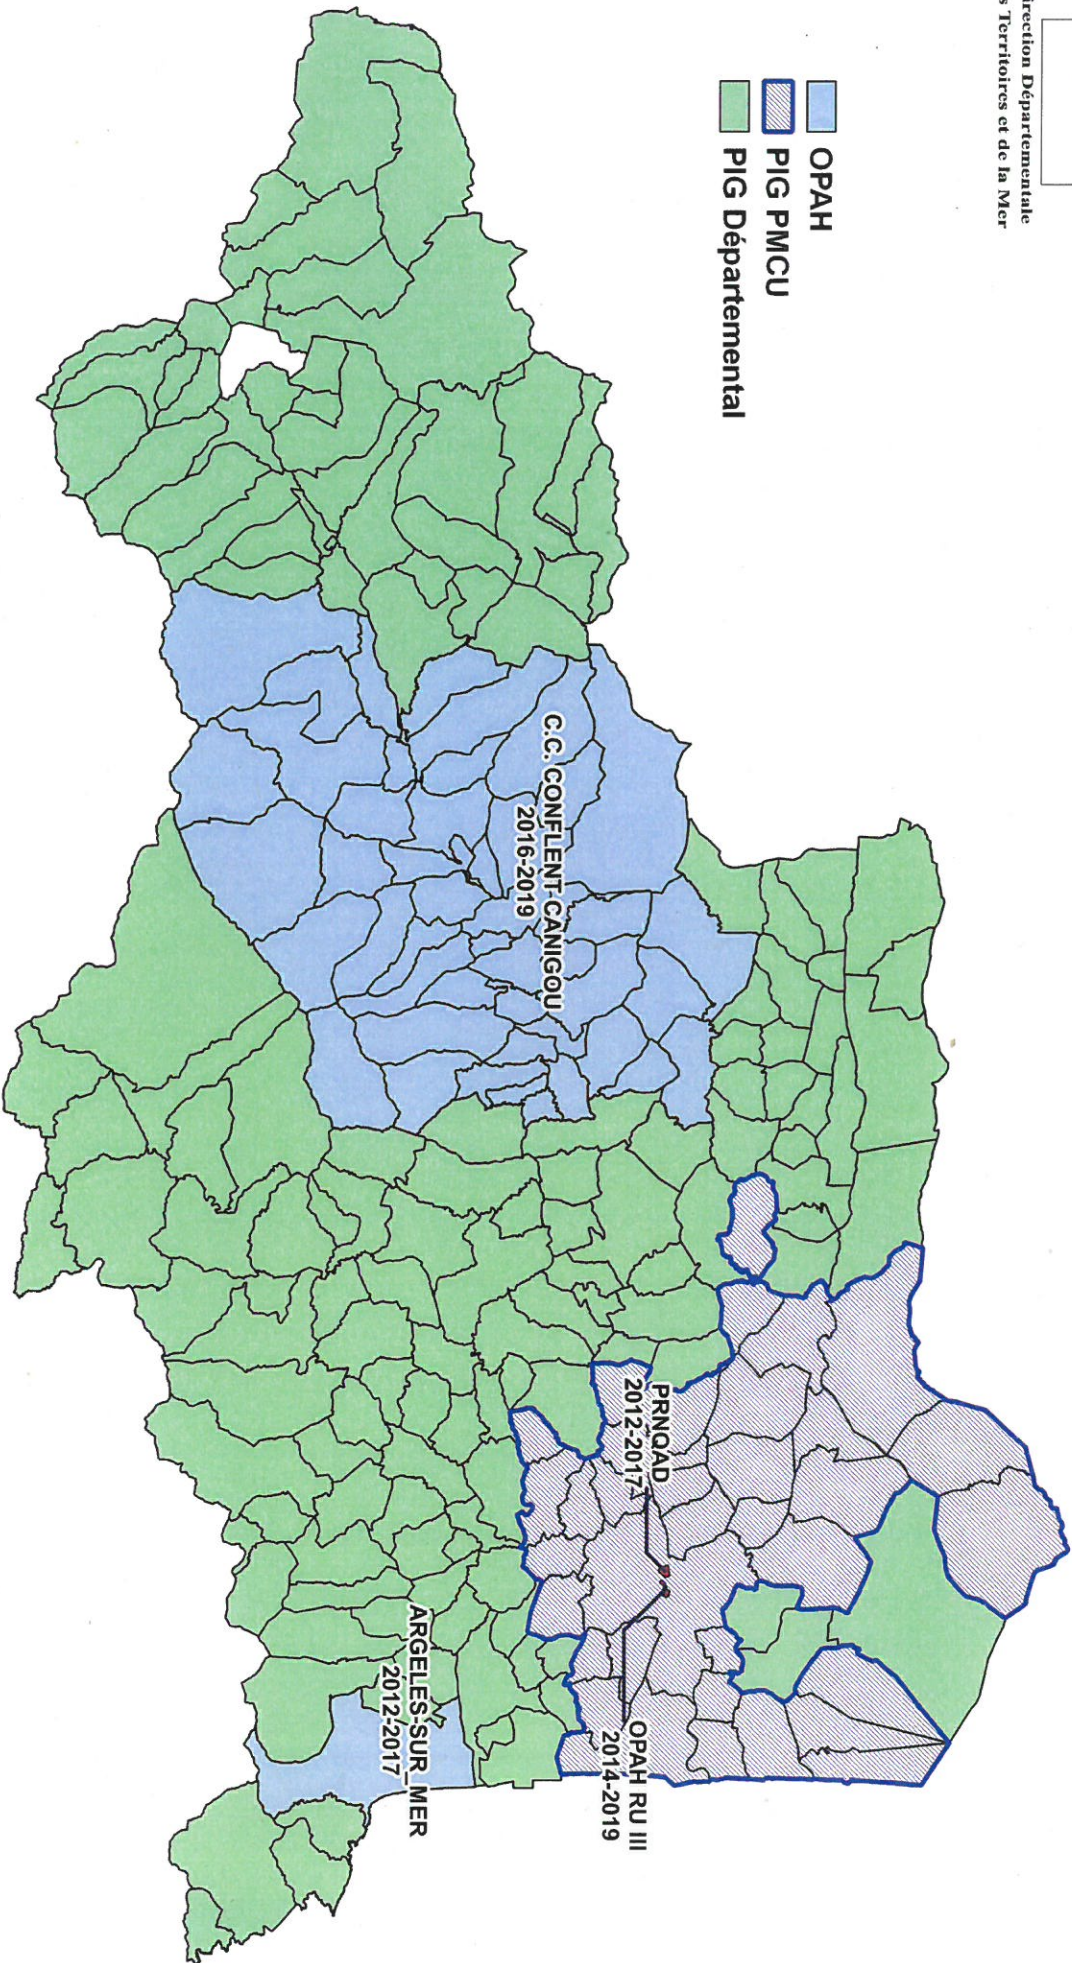 irection Départementale
s Territoires et de la Mer
OPAH
PIG PMCU
PIG Départemental
C.C. CONFLENT-CANIGOU
2016-2019
PRNQAD
2012-2017
OPAH RU III
2014-2019
ARGELES-SUR_MER
2012-2017